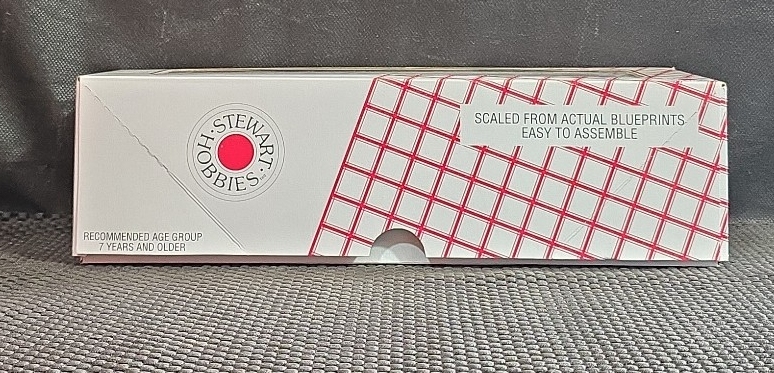 ·STEWART·
HOBBIES
SCALED FROM ACTUAL BLUEPRINTS
EASY TO ASSEMBLE
RECOMMENDED AGE GROUP
7 YEARS AND OLDER